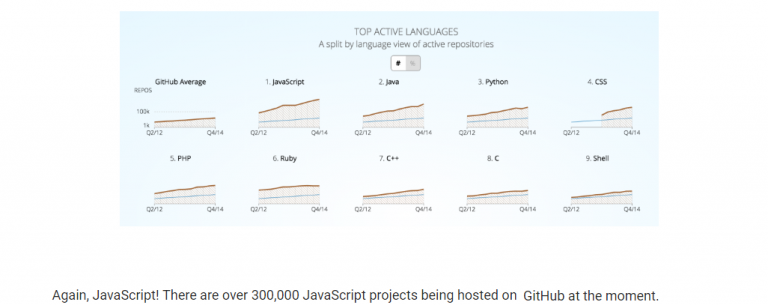 TOP ACTIVE LANGUAGES
A split by language view of active repositories
# %
GitHub Average 1. JavaScript 2. Java 3. Python 4. CSS
REPOS
100k
1k
Q2/12 Q4/14 Q2/12 Q4/14 Q2/12 Q4/14 Q2/12 Q4/14 Q2/12 Q4/14
5. PHP 6. Ruby 7. C++ 8. C 9. Shell
Q2/12 Q4/14 Q2/12 Q4/14 Q2/12 Q4/14 Q2/12 Q4/14 Q2/12 Q4/14
Again, JavaScript! There are over 300,000 JavaScript projects being hosted on GitHub at the moment.